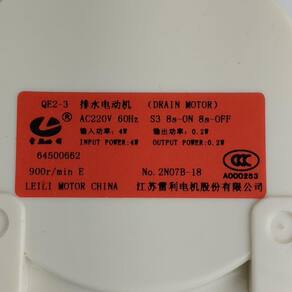 QE2-3 排水电动机 (DRAIN MOTOR)
AC220V 60Hz S3 8s-ON 8s-OFF
输入功率: 4W 输出功率: 0.2W
INPUT POWER: 4W OUTPUT POWER: 0.2W
64500662
900r/min E No. 2N07B-18
A000263
LEILI MOTOR CHINA 江苏雷利电机股份有限公司